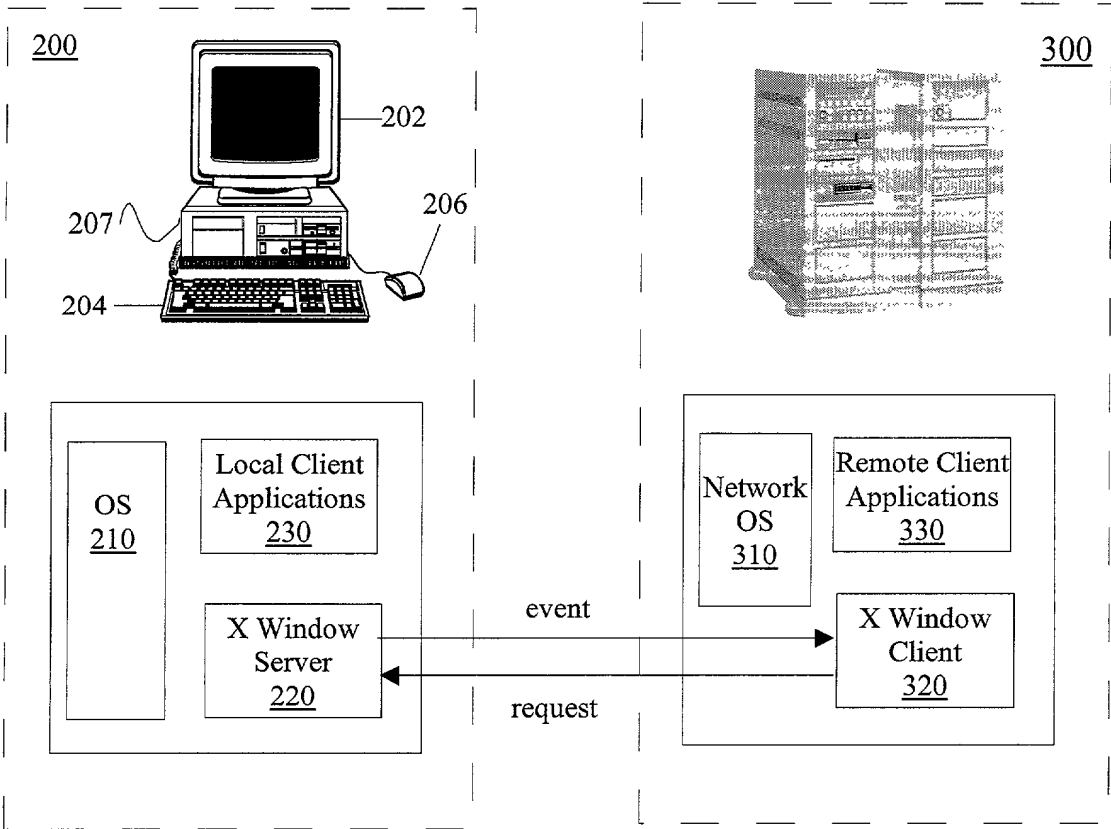 200
300
202
206
207
204
OS
210
Local Client
Applications
230
X Window
Server
220
event
request
Network
OS
310
Remote Client
Applications
330
X Window
Client
320